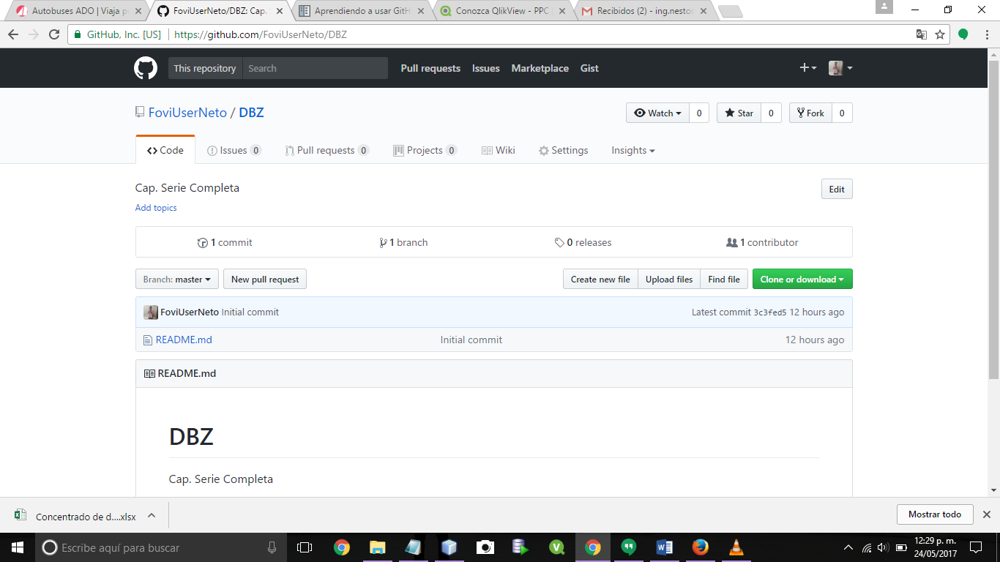 Autobuses ADO | Viaja p
FoviUserNeto/DBZ: Cap.
Aprendiendo a usar GitH
Conozca QlikView - PPC
Recibidos (2) - ing.nestor
GitHub, Inc. [US]
https://github.com/FoviUserNeto/DBZ
This repository
Search
Pull requests
Issues
Marketplace
Gist
FoviUserNeto / DBZ
Watch 0
Star 0
Fork 0
Code
Issues 0
Pull requests 0
Projects 0
Wiki
Settings
Insights
Cap. Serie Completa
Edit
Add topics
1 commit
1 branch
0 releases
1 contributor
Branch: master
New pull request
Create new file
Upload files
Find file
Clone or download
FoviUserNeto Initial commit
Latest commit 3c3fed5 12 hours ago
README.md
Initial commit
12 hours ago
README.md
DBZ
Cap. Serie Completa
Concentrado de d....xlsx
Mostrar todo
Escribe aquí para buscar
12:29 p. m.
24/05/2017